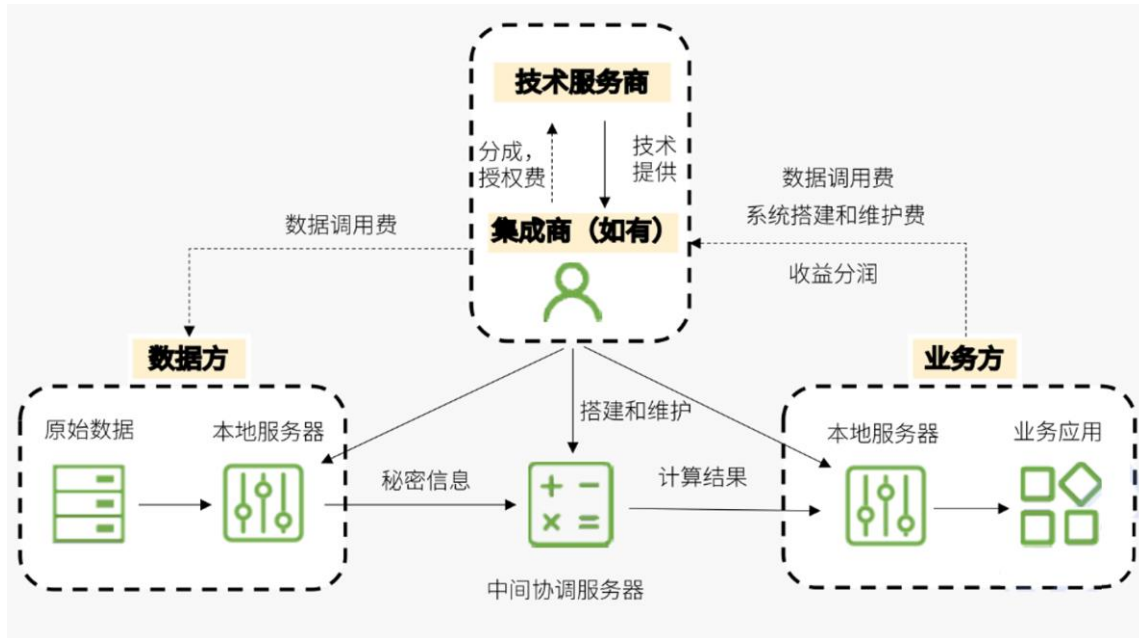 技术服务商
分成，
授权费
技术
提供
集成商（如有）
数据调用费
数据调用费
系统搭建和维护费
收益分润
数据方
业务方
原始数据
本地服务器
搭建和维护
本地服务器
业务应用
秘密信息
计算结果
中间协调服务器